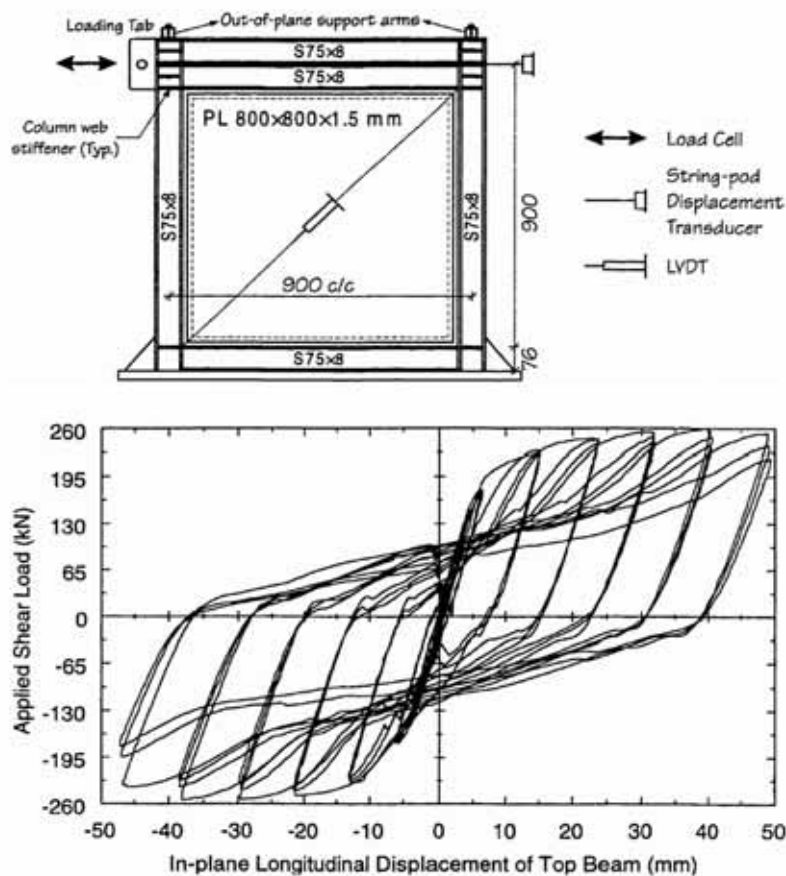 Loading Tab
Out-of-plane support arms
S75x8
S75x8
Column web
stiffener (Typ.)
PL 800x800x1.5 mm
S75x8
S75x8
900
900 c/c
S75x8
76
Load Cell
String-pod
Displacement
Transducer
LVDT
260
195
130
65
0
-65
-130
-195
-260
Applied Shear Load (kN)
-50 -40 -30 -20 -10 0 10 20 30 40 50
In-plane Longitudinal Displacement of Top Beam (mm)